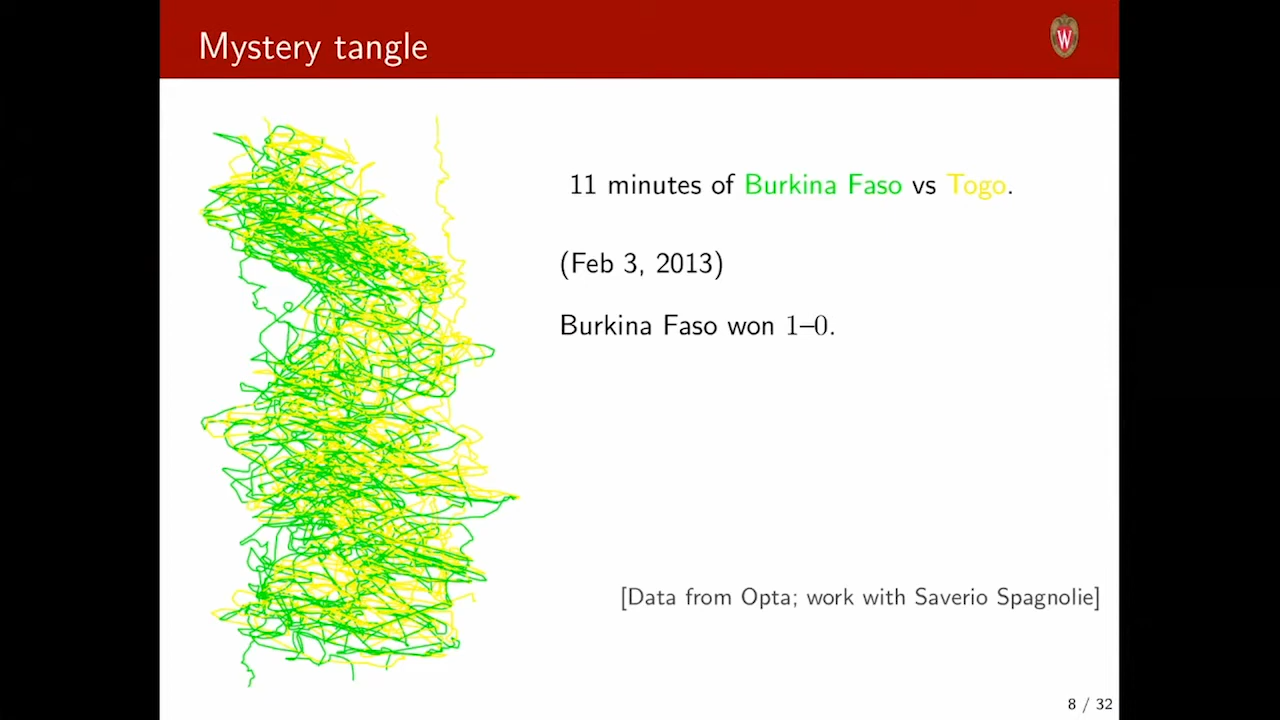 Mystery tangle
W
11 minutes of Burkina Faso vs Togo.
(Feb 3, 2013)
Burkina Faso won 1–0.
[Data from Opta; work with Saverio Spagnolie]
8 / 32